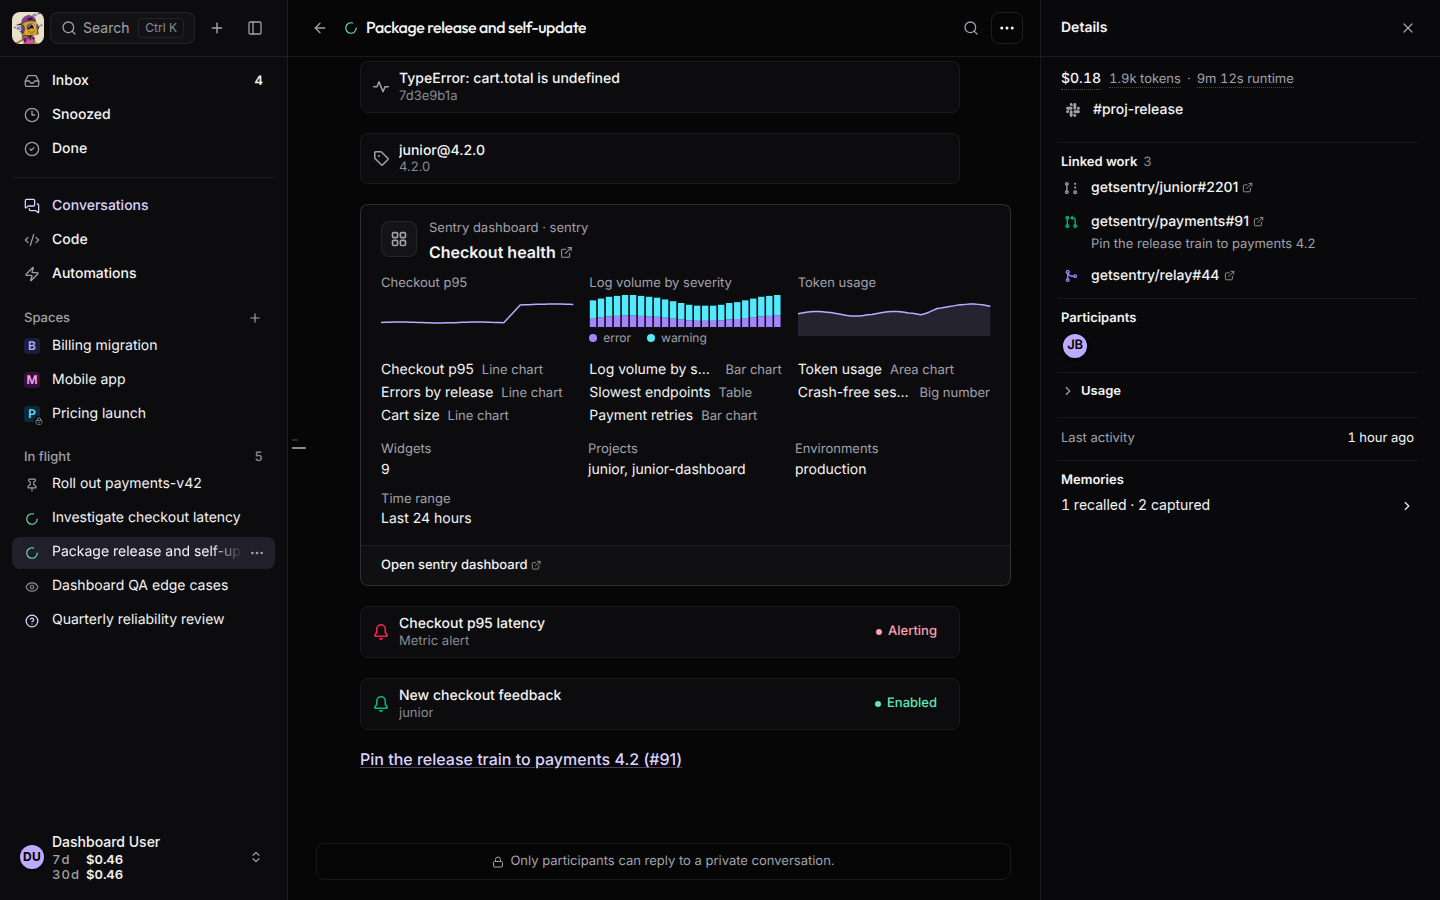 Search Ctrl K
Inbox 4
Snoozed
Done
Conversations
Code
Automations
Spaces
B Billing migration
M Mobile app
P Pricing launch
In flight 5
Roll out payments-v42
Investigate checkout latency
Package release and self-up
Dashboard QA edge cases
Quarterly reliability review
DU Dashboard User
7d $0.46
30d $0.46
Package release and self-update
TypeError: cart.total is undefined
7d3e9b1a
junior@4.2.0
4.2.0
Sentry dashboard · sentry
Checkout health
Checkout p95 Log volume by severity Token usage
error warning
Checkout p95 Line chart Log volume by s... Bar chart Token usage Area chart
Errors by release Line chart Slowest endpoints Table Crash-free ses... Big number
Cart size Line chart Payment retries Bar chart
Widgets Projects Environments
9 junior, junior-dashboard production
Time range
Last 24 hours
Open sentry dashboard
Checkout p95 latency
Metric alert
Alerting
New checkout feedback
junior
Enabled
Pin the release train to payments 4.2 (#91)
Only participants can reply to a private conversation.
Details
$0.18 1.9k tokens · 9m 12s runtime
#proj-release
Linked work 3
getsentry/junior#2201
getsentry/payments#91
Pin the release train to payments 4.2
getsentry/relay#44
Participants
JB
Usage
Last activity 1 hour ago
Memories
1 recalled · 2 captured